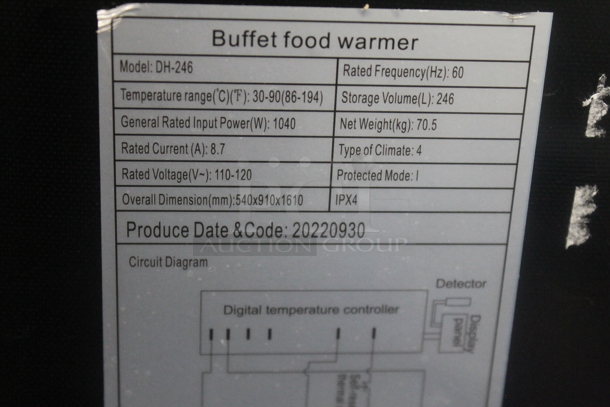 Buffet food warmer
Model: DH-246
Rated Frequency(Hz): 60
Temperature range(℃)(℉): 30-90(86-194)
Storage Volume(L): 246
General Rated Input Power(W): 1040
Net Weight(kg): 70.5
Rated Current (A): 8.7
Type of Climate: 4
Rated Voltage(V~): 110-120
Protected Mode: I
Overall Dimension(mm):540x910x1610
IPX4
Produce Date &Code: 20220930
AUCTION GROUP
Circuit Diagram
Detector
Digital temperature controller
Display
panel